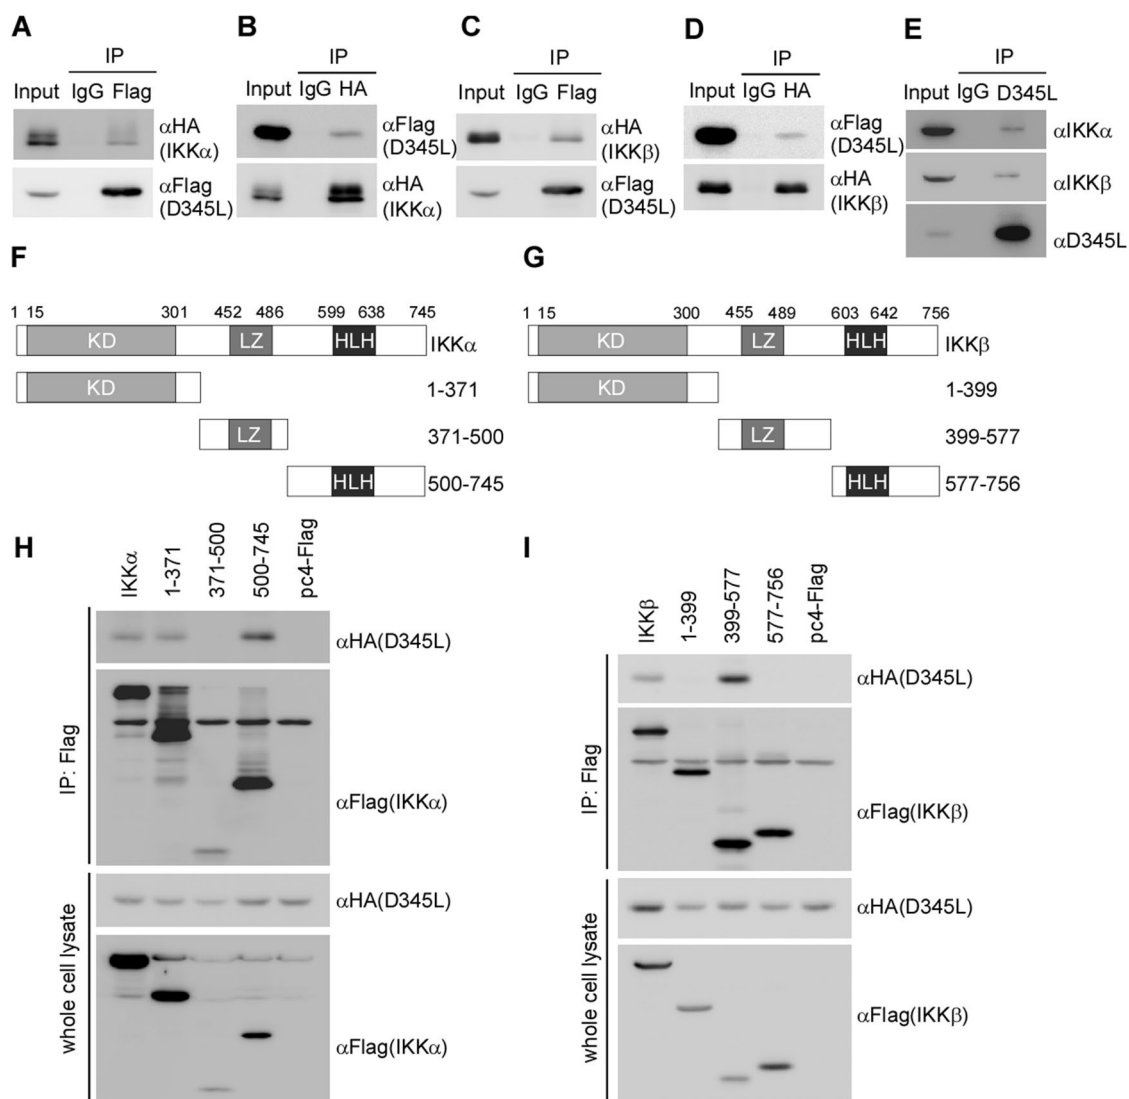 A
IP
Input IgG Flag
αHA
(IKKα)
αFlag
(D345L)
B
IP
Input IgG HA
αFlag
(D345L)
αHA
(IKKα)
C
IP
Input IgG Flag
αHA
(IKKβ)
αFlag
(D345L)
D
IP
Input IgG HA
αFlag
(D345L)
αHA
(IKKβ)
E
IP
Input IgG D345L
αIKKα
αIKKβ
αD345L
F
1 15 301 452 486 599 638 745
KD LZ HLH IKKα
KD 1-371
LZ 371-500
HLH 500-745
G
1 15 300 455 489 603 642 756
KD LZ HLH IKKβ
KD 1-399
LZ 399-577
HLH 577-756
H
IKKα 1-371 371-500 500-745 pc4-Flag
IP: Flag
αHA(D345L)
αFlag(IKKα)
whole cell lysate
αHA(D345L)
αFlag(IKKα)
I
IKKβ 1-399 399-577 577-756 pc4-Flag
IP: Flag
αHA(D345L)
αFlag(IKKβ)
whole cell lysate
αHA(D345L)
αFlag(IKKβ)